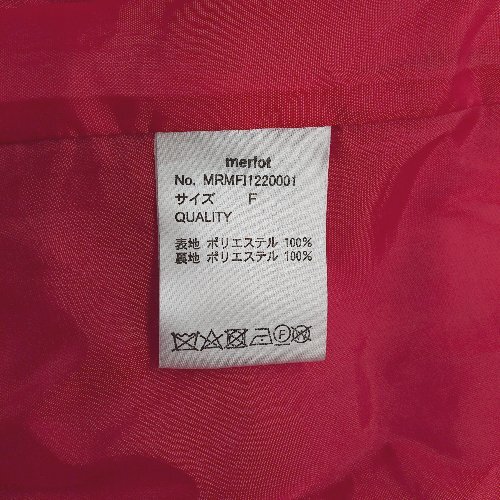 merlot
No. MRMFI1220001
サイズ F
QUALITY
表地 ポリエステル 100%
裏地 ポリエステル 100%